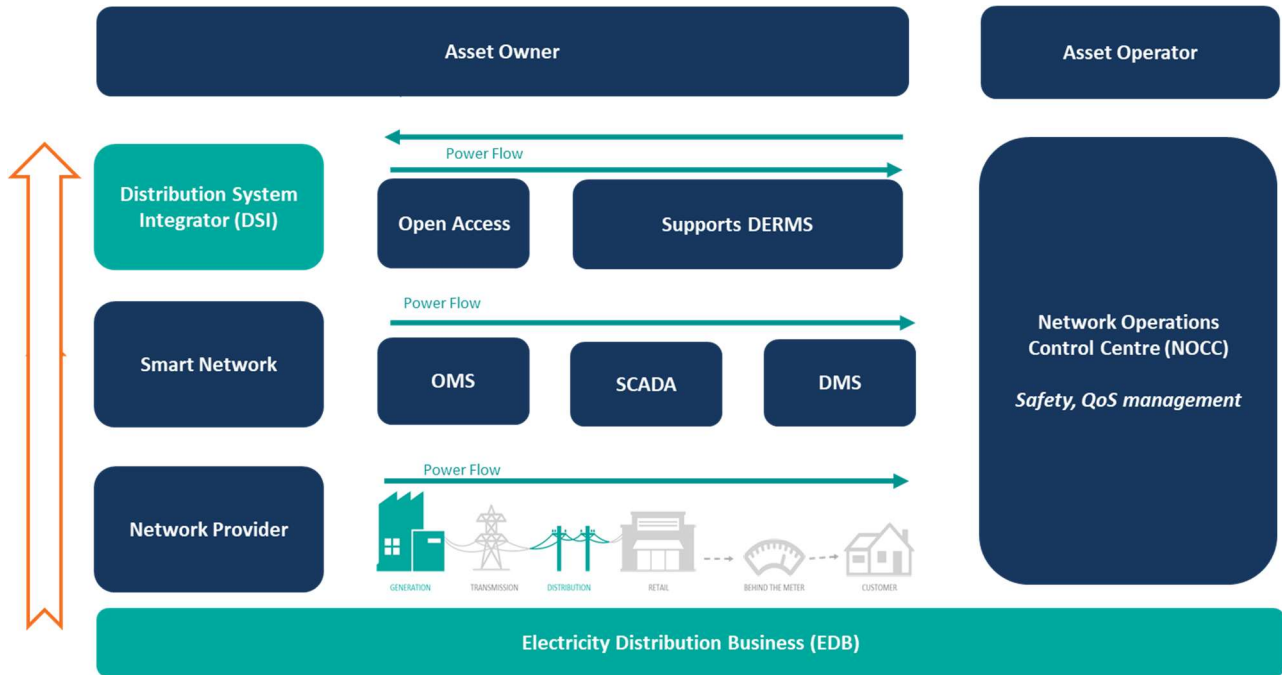 Asset Owner
Asset Operator
Distribution System
Integrator (DSI)
Power Flow
Open Access
Supports DERMS
Smart Network
Power Flow
OMS
SCADA
DMS
Network Operations
Control Centre (NOCC)
Safety, QoS management
Network Provider
Power Flow
GENERATION
TRANSMISSION
DISTRIBUTION
RETAIL
BEHIND THE METER
CUSTOMER
Electricity Distribution Business (EDB)